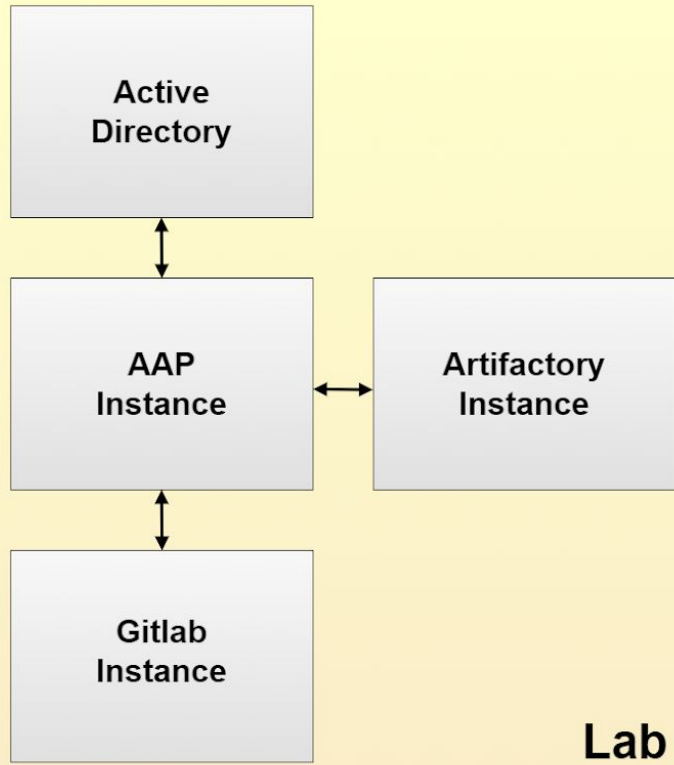 Active
Directory
AAP
Instance
Artifactory
Instance
Gitlab
Instance
Lab